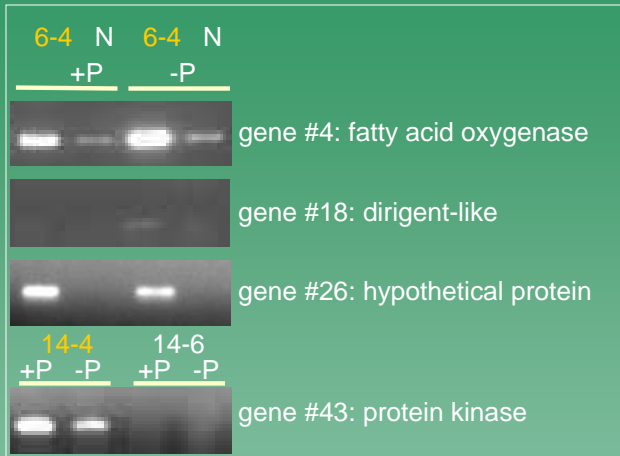 6-4 N 6-4 N
+P -P
gene #4: fatty acid oxygenase
gene #18: dirigent-like
gene #26: hypothetical protein
14-4 14-6
+P -P +P -P
gene #43: protein kinase